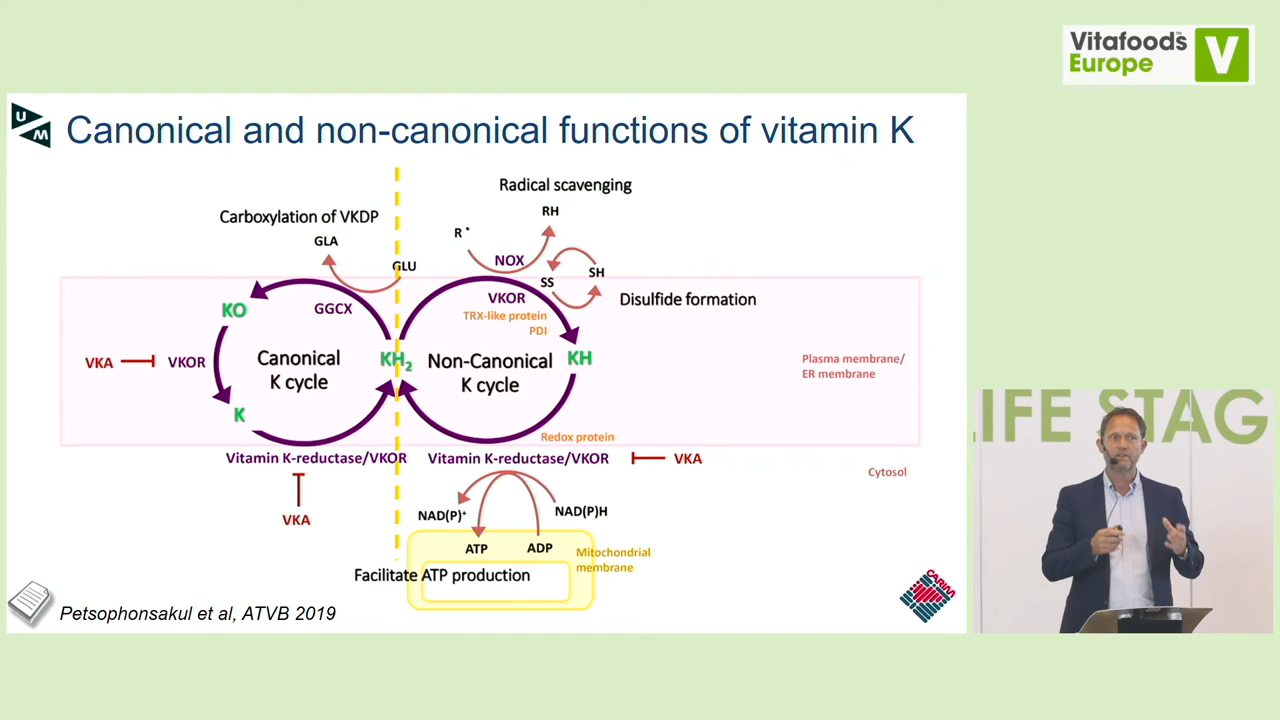 Vitafoods™
Europe
V
U
M
Canonical and non-canonical functions of vitamin K
Radical scavenging
RH
Carboxylation of VKDP
R •
GLA
NOX
GLU
SH
SS
VKOR
Disulfide formation
KO
GGCX
TRX-like protein
PDI
VKA
VKOR
Canonical
K cycle
KH2
Non-Canonical
K cycle
KH
Plasma membrane/
ER membrane
K
Redox protein
Vitamin K-reductase/VKOR
Vitamin K-reductase/VKOR
VKA
Cytosol
VKA
NAD(P)+
NAD(P)H
ATP
ADP
Mitochondrial
membrane
Facilitate ATP production
CARIM
Petsophonsakul et al, ATVB 2019
LIFE STAG